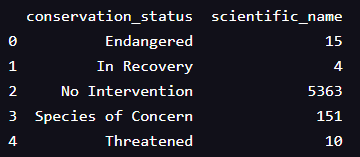 conservation_status scientific_name
0 Endangered 15
1 In Recovery 4
2 No Intervention 5363
3 Species of Concern 151
4 Threatened 10